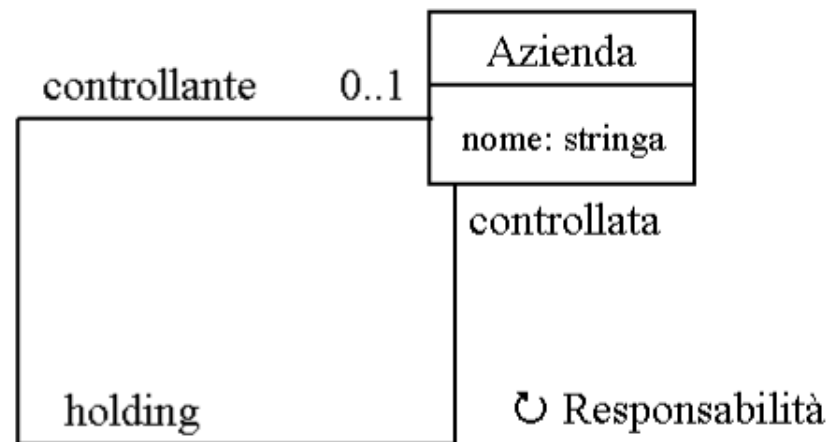 Azienda
controllante 0..1
nome: stringa
controllata
holding
↻ Responsabilità